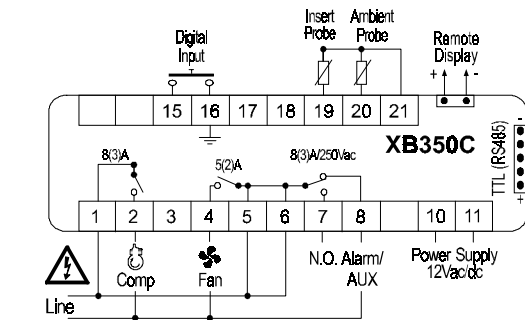 Insert Probe
Ambient Probe
Digital Input
Remote Display
+ -
15 16 17 18 19 20 21
XB350C
TTL (RS485)
-
+
8(3)A
5(2)A
8(3)A/250Vac
1 2 3 4 5 6 7 8 10 11
Comp
Fan
N.O. Alarm/
AUX
Power Supply
12Vac/dc
Line